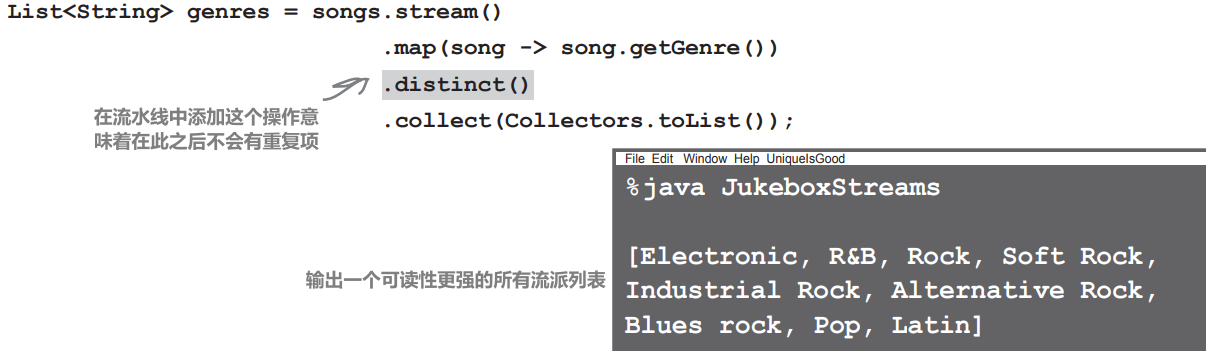 List<String> genres = songs.stream()
.map(song -> song.getGenre())
.distinct()
.collect(Collectors.toList());
在流水线中添加这个操作意
味着在此之后不会有重复项
File Edit Window Help UniqueIsGood
%java JukeboxStreams
[Electronic, R&B, Rock, Soft Rock,
Industrial Rock, Alternative Rock,
Blues rock, Pop, Latin]
输出一个可读性更强的所有流派列表